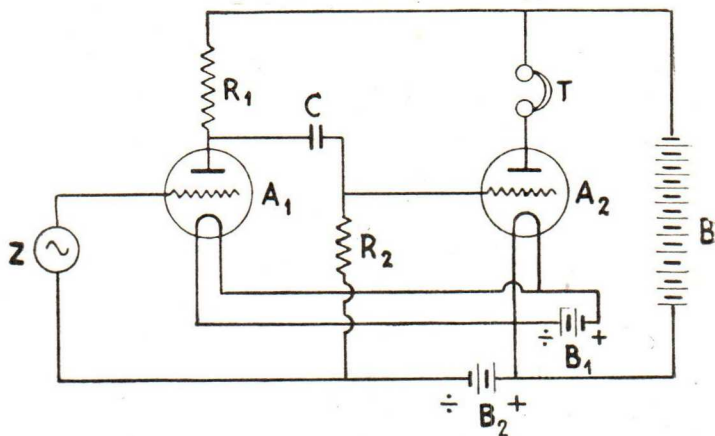 R₁
C
T
A₁
A₂
Z
R₂
B
÷ +
B₁
÷ +
B₂